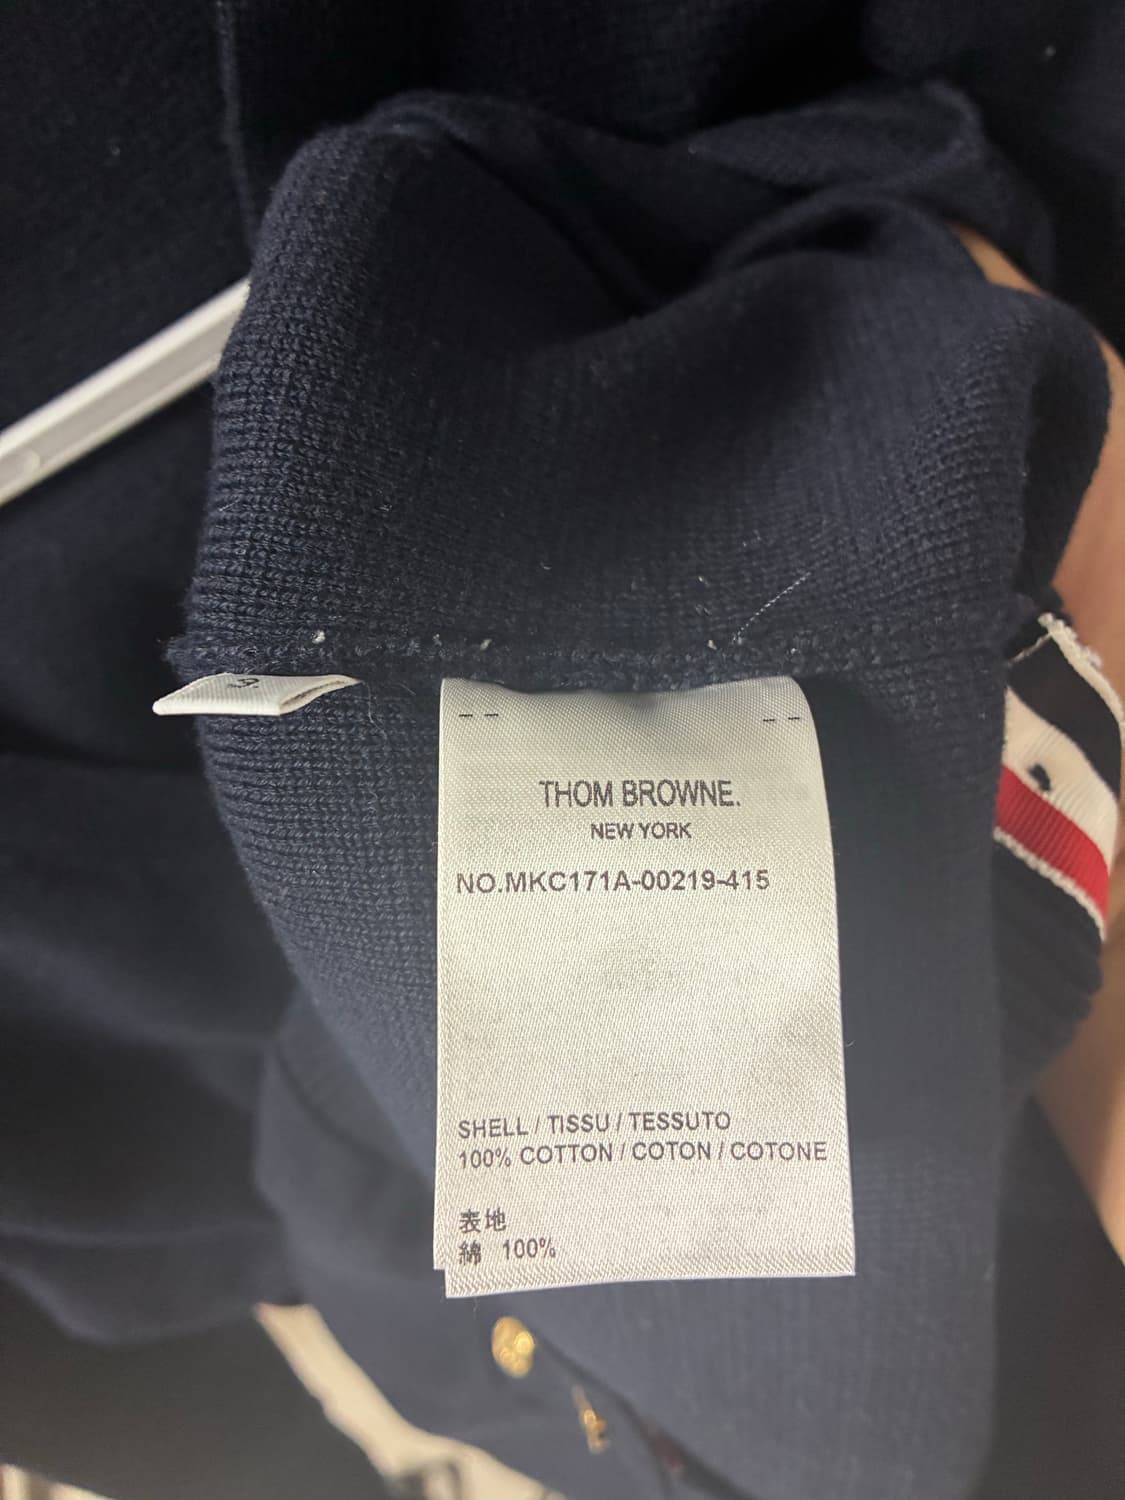 THOM BROWNE.
NEW YORK
NO.MKC171A-00219-415
SHELL / TISSU / TESSUTO
100% COTTON / COTON / COTONE
表地
綿 100%